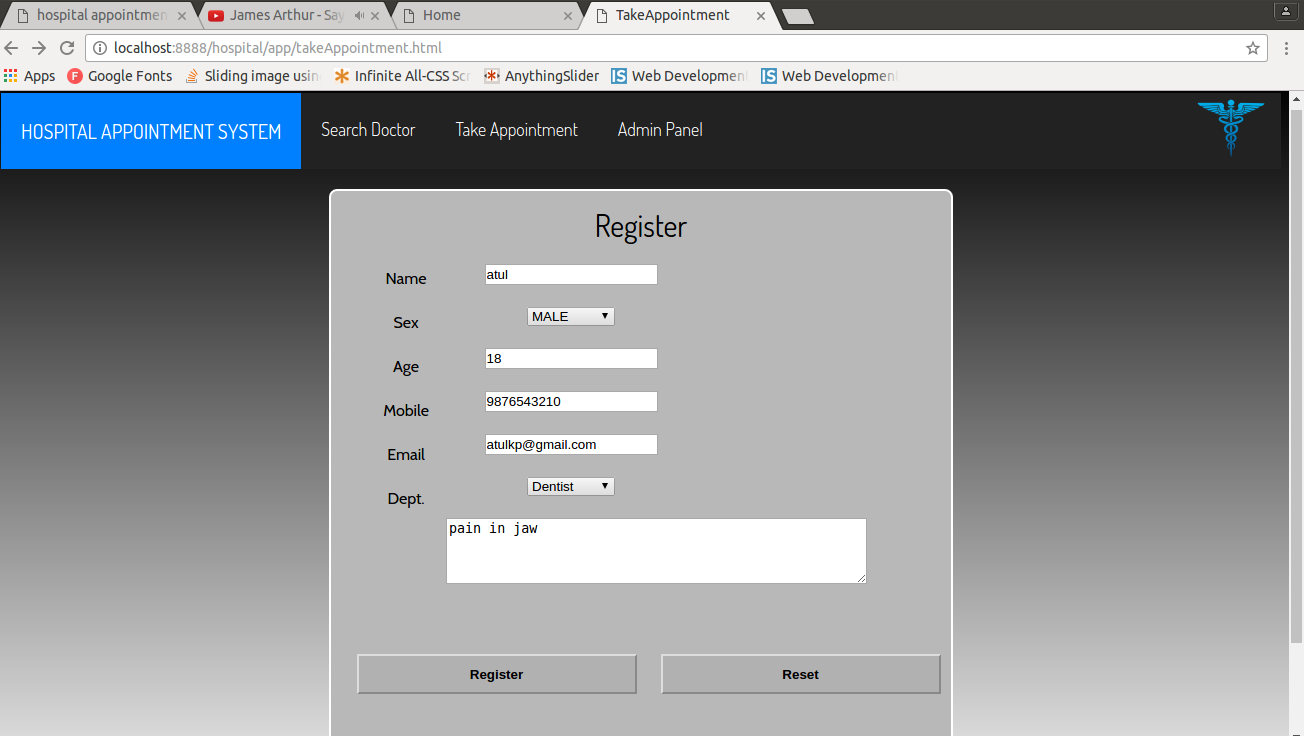 hospital appointmen
James Arthur - Say
Home
TakeAppointment
localhost:8888/hospital/app/takeAppointment.html
Apps
Google Fonts
Sliding image usin
Infinite All-CSS Scr
AnythingSlider
Web Developmen
Web Developmen
HOSPITAL APPOINTMENT SYSTEM
Search Doctor
Take Appointment
Admin Panel
Register
Name atul
Sex MALE
Age 18
Mobile 9876543210
Email atulkp@gmail.com
Dept. Dentist
pain in jaw
Register
Reset